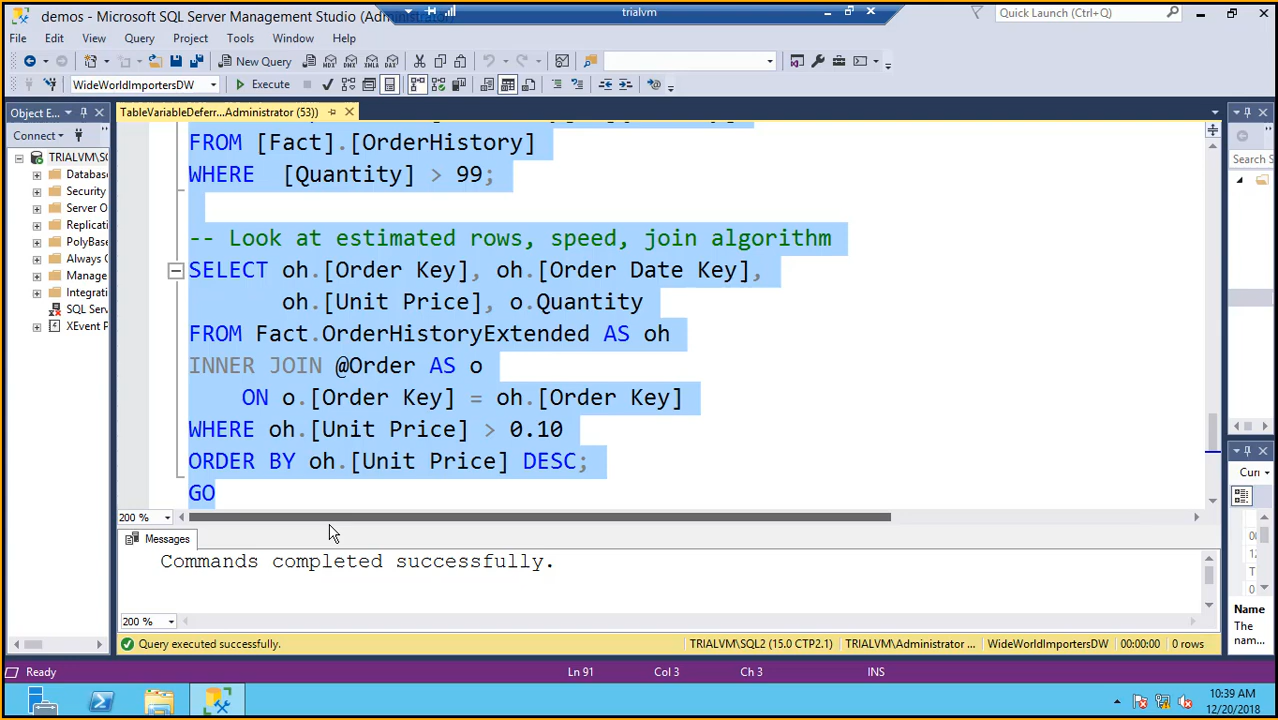 demos - Microsoft SQL Server Management Studio (Administrator)
trialvm
Quick Launch (Ctrl+Q)
File Edit View Query Project Tools Window Help
New Query
WideWorldImportersDW
Execute
Object E...
TableVariableDeferr...Administrator (53))
Connect
TRIALVM\S
Databas
Security
Server O
Replicati
PolyBase
Always O
Manage
Integrati
SQL Serv
XEvent P
Search S
FROM [Fact].[OrderHistory]
WHERE [Quantity] > 99;
-- Look at estimated rows, speed, join algorithm
SELECT oh.[Order Key], oh.[Order Date Key],
oh.[Unit Price], o.Quantity
FROM Fact.OrderHistoryExtended AS oh
INNER JOIN @Order AS o
ON o.[Order Key] = oh.[Order Key]
WHERE oh.[Unit Price] > 0.10
ORDER BY oh.[Unit Price] DESC;
GO
200 %
Curr
Messages
Commands completed successfully.
200 %
Name
The
nam...
Query executed successfully.
TRIALVM\SQL2 (15.0 CTP2.1)
TRIALVM\Administrator ...
WideWorldImportersDW
00:00:00
0 rows
Ready
Ln 91
Col 3
Ch 3
INS
10:39 AM
12/20/2018